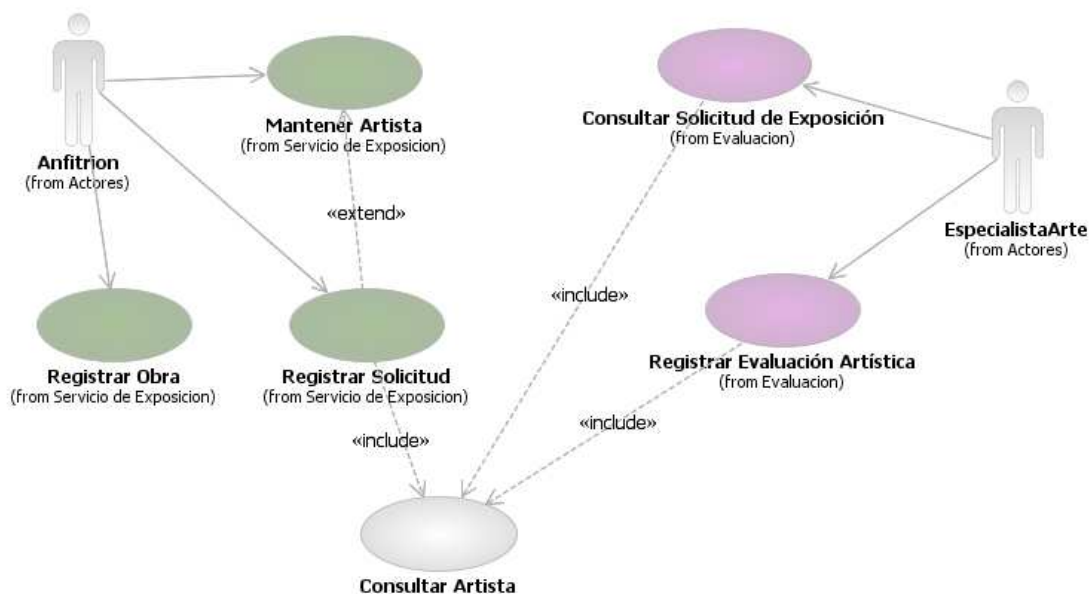 Mantener Artista
(from Servicio de Exposicion)
Consultar Solicitud de Exposición
(from Evaluacion)
Anfitrion
(from Actores)
«extend»
EspecialistaArte
(from Actores)
«include»
Registrar Obra
(from Servicio de Exposicion)
Registrar Solicitud
(from Servicio de Exposicion)
Registrar Evaluación Artística
(from Evaluacion)
«include»
«include»
Consultar Artista